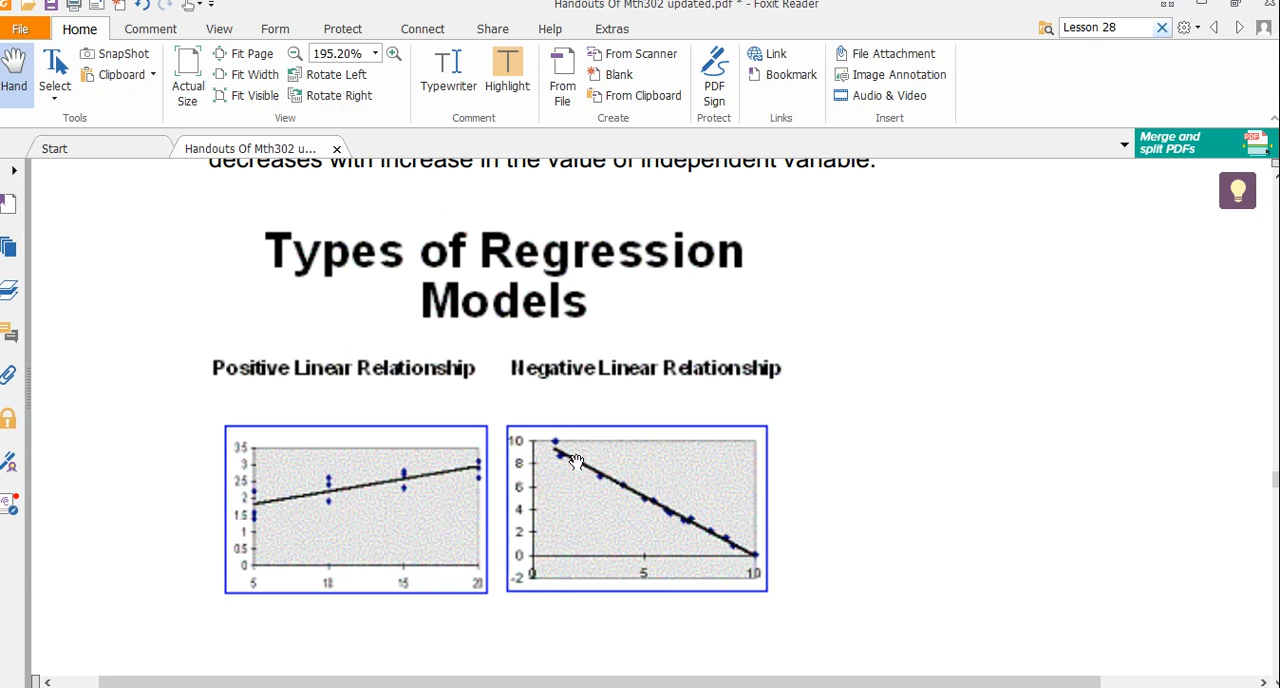 Handouts Of Mth302 updated.pdf * - Foxit Reader
File Home Comment View Form Protect Connect Share Help Extras Lesson 28
Hand
Select
SnapShot
Clipboard
Tools
Actual
Size
Fit Page
Fit Width
Fit Visible
195.20%
Rotate Left
Rotate Right
View
Typewriter
Highlight
Comment
From
File
From Scanner
Blank
From Clipboard
Create
PDF
Sign
Protect
Link
Bookmark
Links
File Attachment
Image Annotation
Audio & Video
Insert
Start
Handouts Of Mth302 u...
Merge and
split PDFs
PDF
decreases with increase in the value of independent variable.
Types of Regression
Models
Positive Linear Relationship
Negative Linear Relationship
3.5
3
2.5
2
1.5
1
0.5
0
5 10 15 20
10
8
6
4
2
0
-2
0 5 10